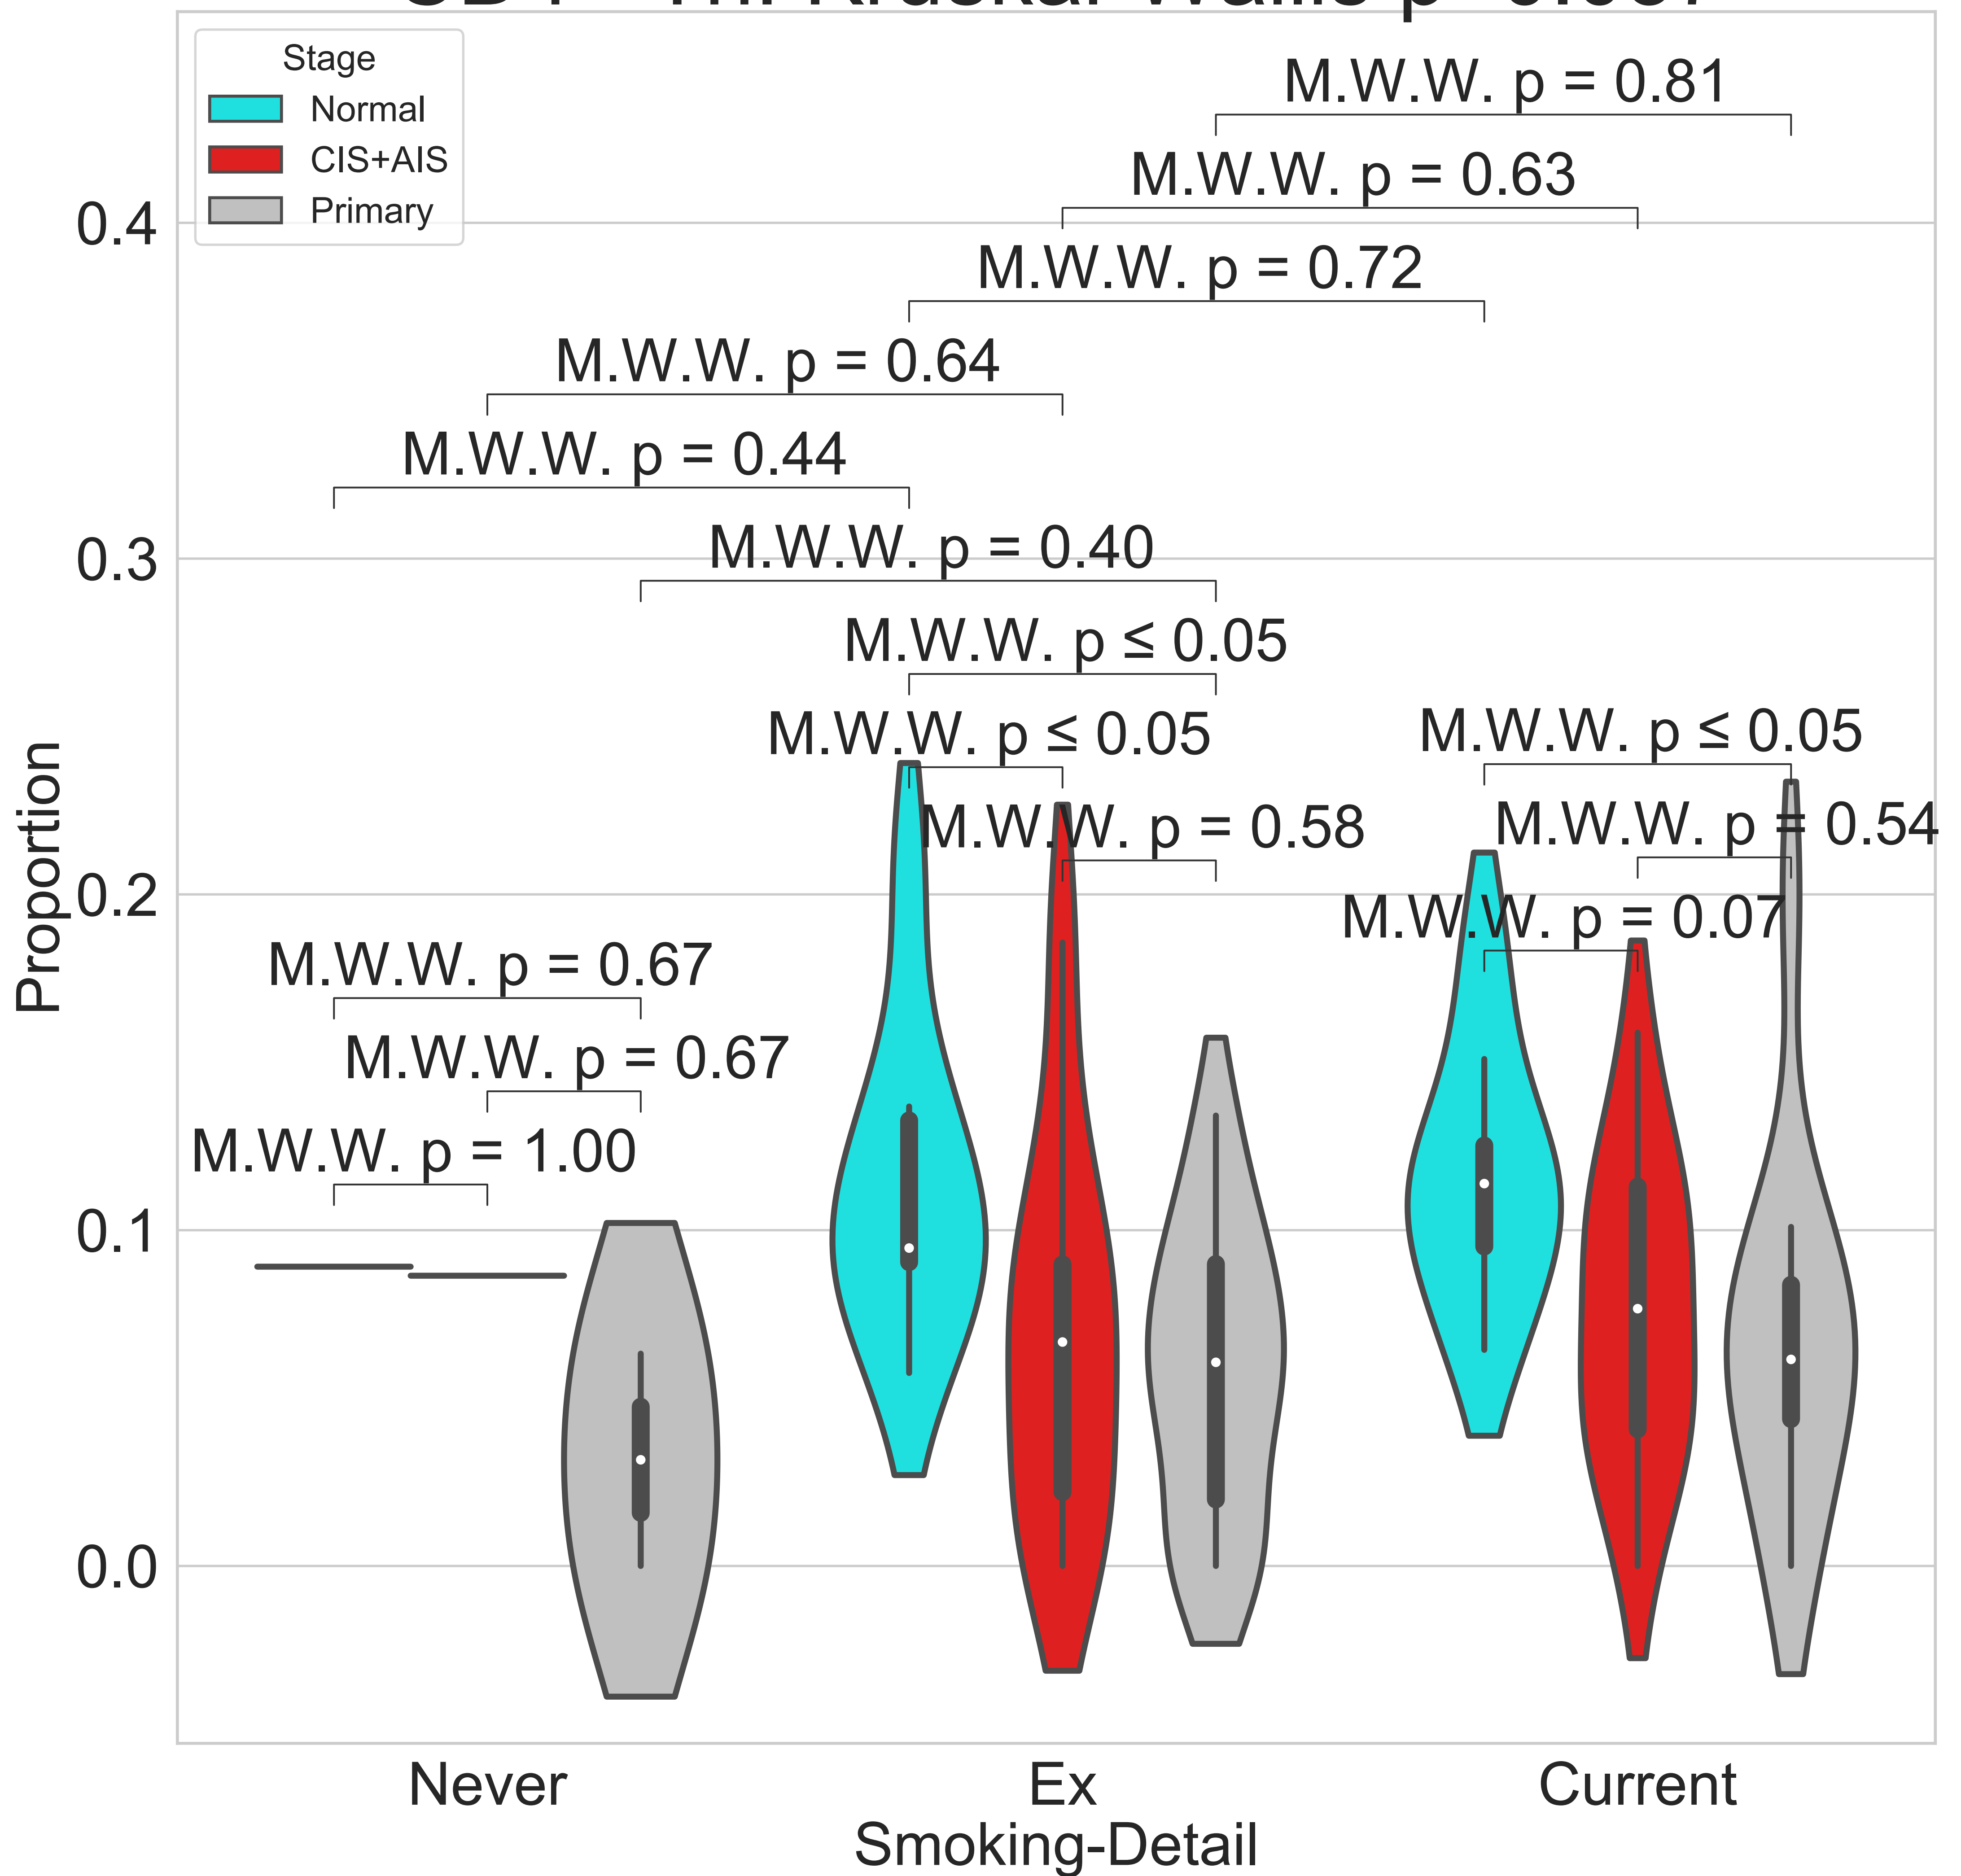 Stage
Normal
CIS+AIS
Primary
M.W.W. p = 0.81
M.W.W. p = 0.63
M.W.W. p = 0.72
M.W.W. p = 0.64
M.W.W. p = 0.44
M.W.W. p = 0.40
M.W.W. p ≤ 0.05
M.W.W. p ≤ 0.05
M.W.W. p ≤ 0.05
M.W.W. p = 0.58
M.W.W. p = 0.54
M.W.W. p = 0.07
M.W.W. p = 0.67
M.W.W. p = 0.67
M.W.W. p = 1.00
0.4
0.3
0.2
0.1
0.0
Proportion
Never Ex Current
Smoking-Detail